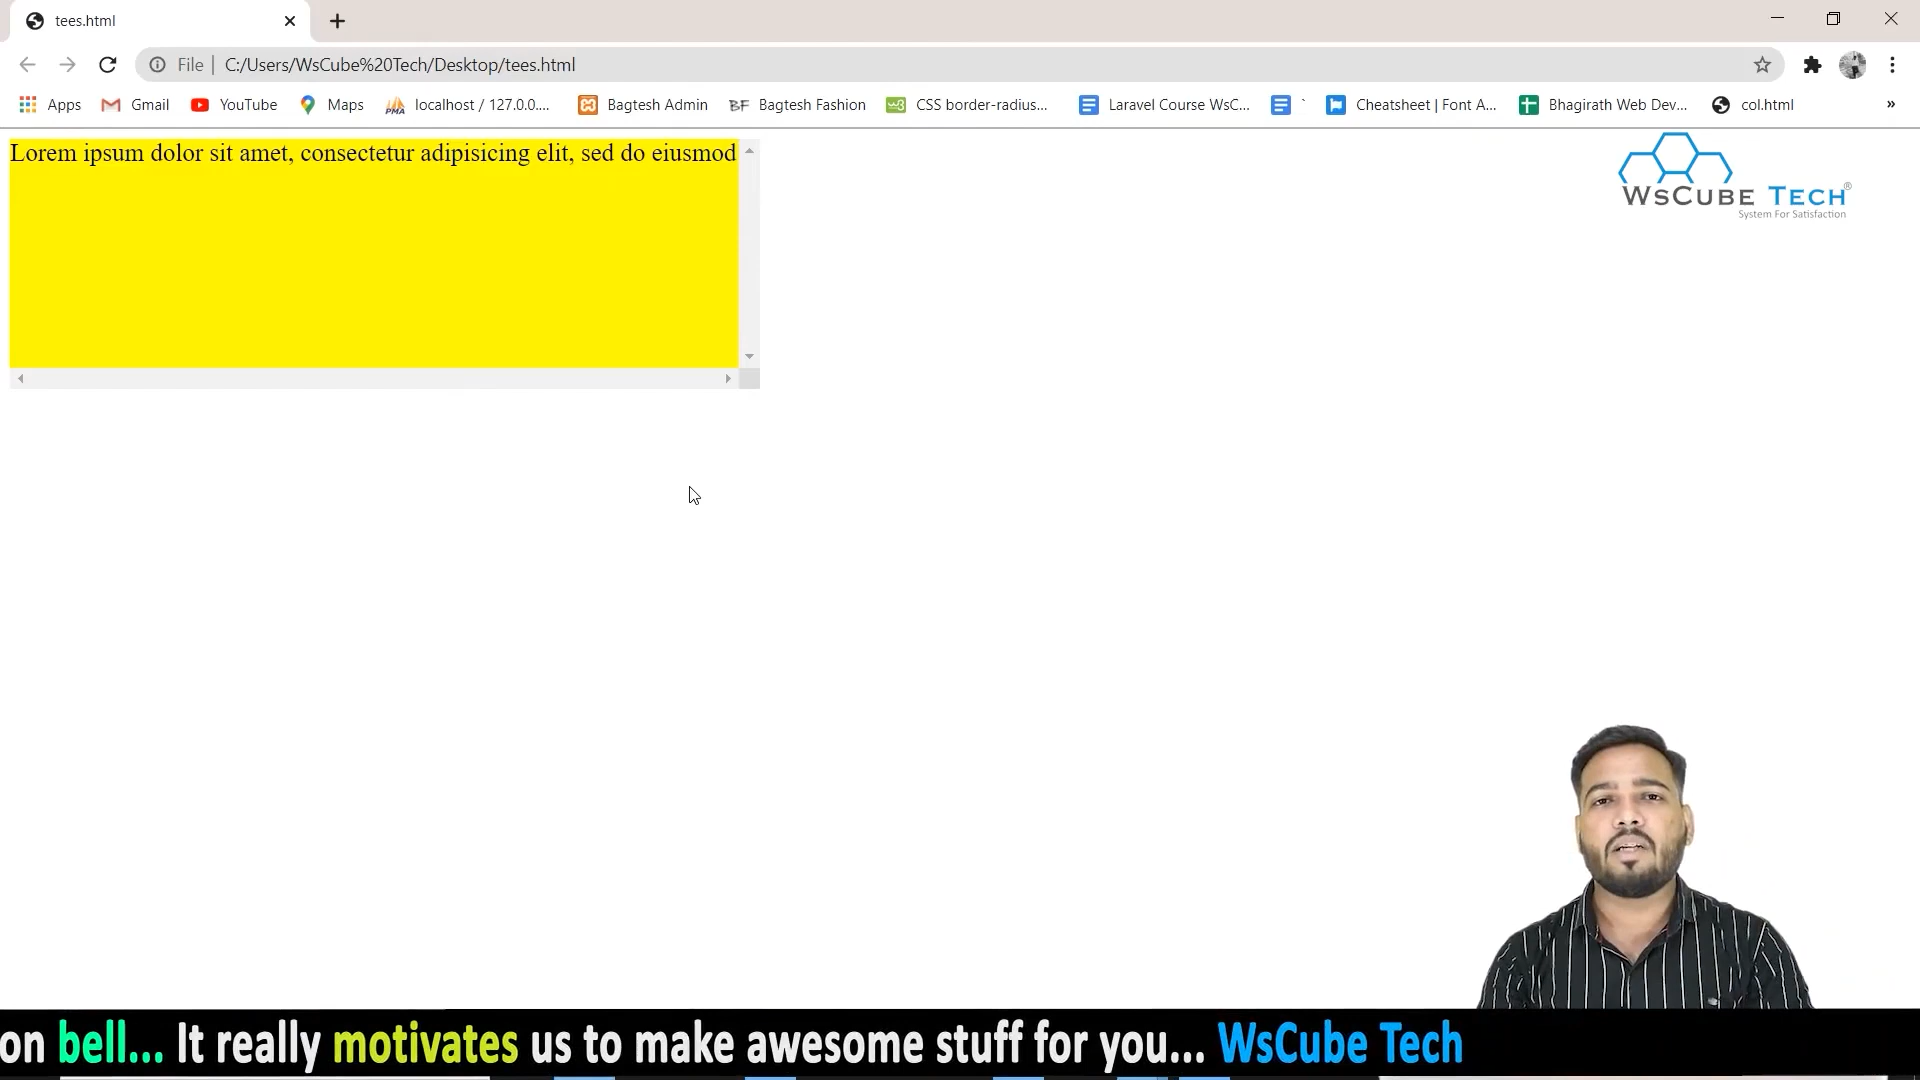 tees.html
File | C:/Users/WsCube%20Tech/Desktop/tees.html
Apps Gmail YouTube Maps localhost / 127.0.0.... Bagtesh Admin BF Bagtesh Fashion CSS border-radius... Laravel Course WsC... ` Cheatsheet | Font A... Bhagirath Web Dev... col.html »
Lorem ipsum dolor sit amet, consectetur adipisicing elit, sed do eiusmod
WsCube Tech®
System For Satisfaction
on bell... It really motivates us to make awesome stuff for you... WsCube Tech